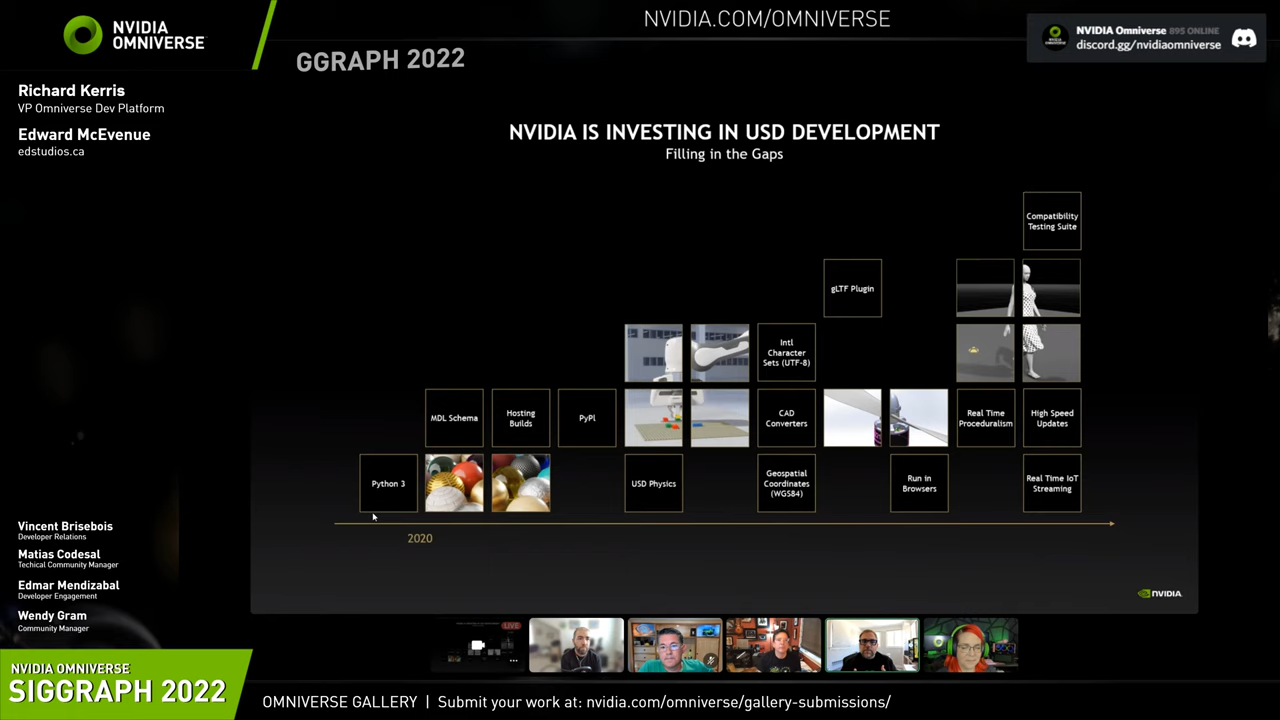 NVIDIA
OMNIVERSE
NVIDIA.COM/OMNIVERSE
NVIDIA Omniverse 895 ONLINE
discord.gg/nvidiaomniverse
GGRAPH 2022
Richard Kerris
VP Omniverse Dev Platform
Edward McEvenue
edstudios.ca
NVIDIA IS INVESTING IN USD DEVELOPMENT
Filling in the Gaps
Compatibility
Testing Suite
gLTF Plugin
Intl
Character
Sets (UTF-8)
MDL Schema
Hosting
Builds
PyPl
CAD
Converters
Real Time
Proceduralism
High Speed
Updates
Python 3
USD Physics
Geospatial
Coordinates
(WGS84)
Run in
Browsers
Real Time IoT
Streaming
2020
NVIDIA.
Vincent Brisebois
Developer Relations
Matias Codesal
Techical Community Manager
Edmar Mendizabal
Developer Engagement
Wendy Gram
Community Manager
LIVE
NVIDIA OMNIVERSE
SIGGRAPH 2022
OMNIVERSE GALLERY | Submit your work at: nvidia.com/omniverse/gallery-submissions/